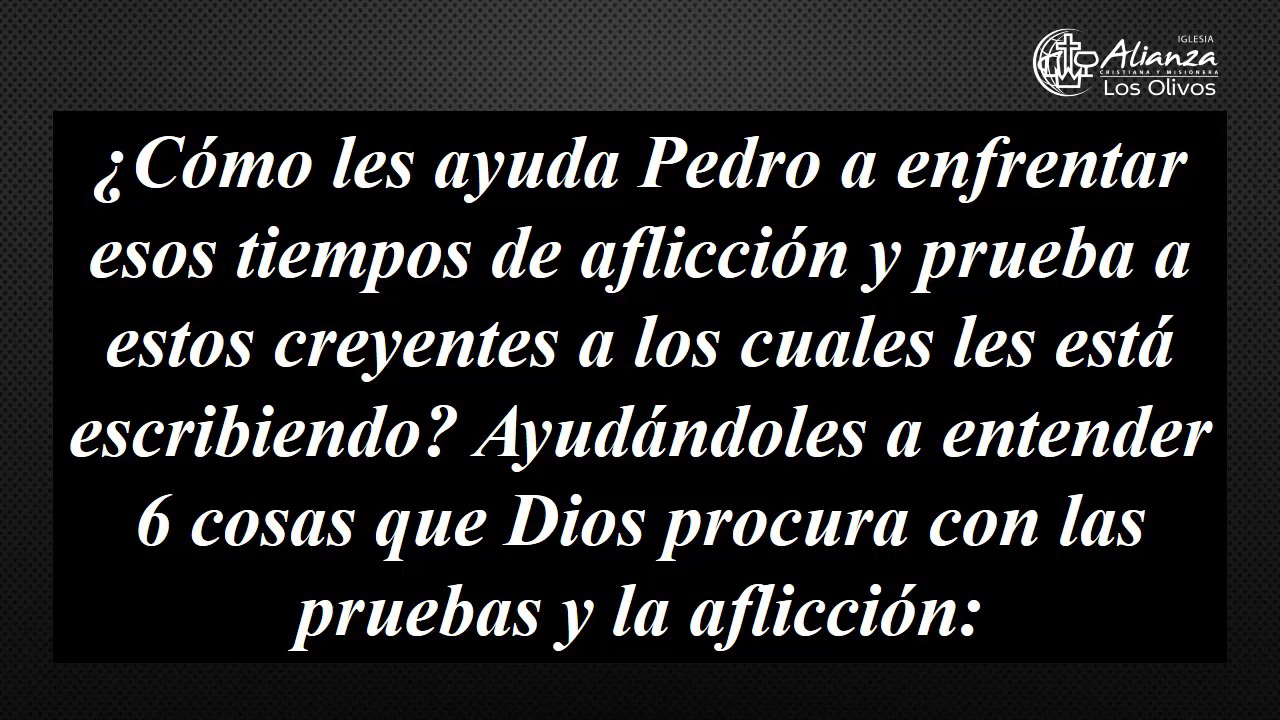 IGLESIA
Alianza
CRISTIANA Y MISIONERA
Los Olivos
¿Cómo les ayuda Pedro a enfrentar
esos tiempos de aflicción y prueba a
estos creyentes a los cuales les está
escribiendo? Ayudándoles a entender
6 cosas que Dios procura con las
pruebas y la aflicción: